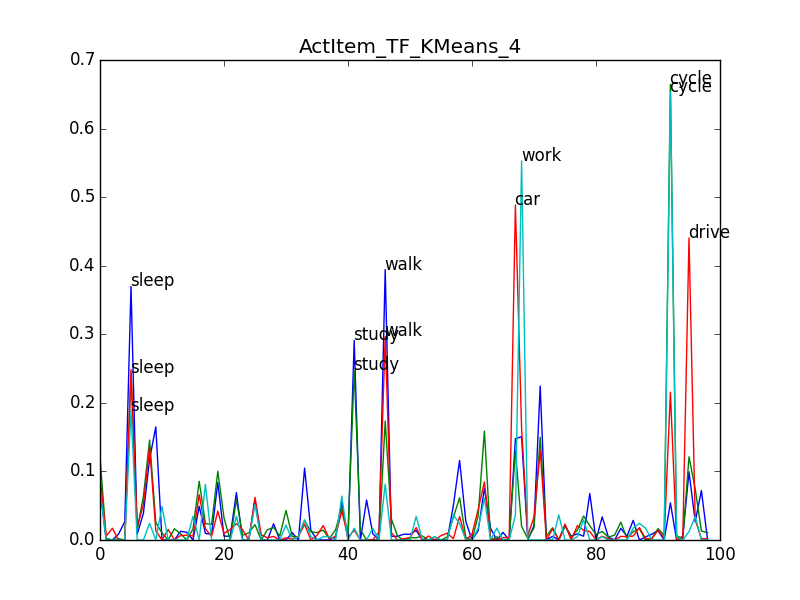 ActItem_TF_KMeans_4
0.7
cycle
cycle
0.6
work
0.5
car
drive
0.4
walk
sleep
0.3
study
walk
sleep
study
0.2
sleep
0.1
0.0
0 20 40 60 80 100